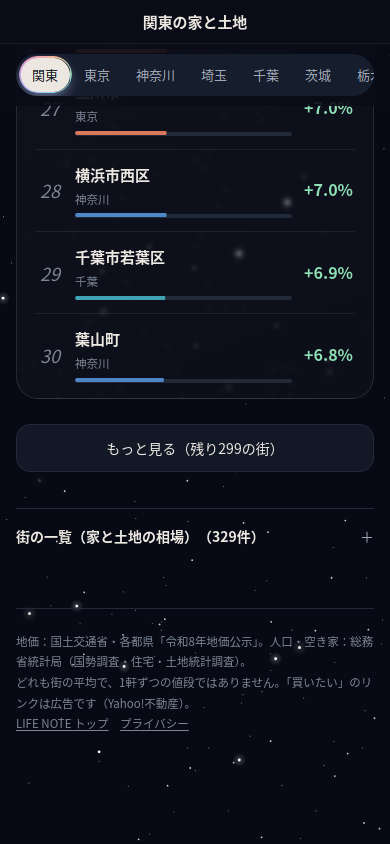 関東の家と土地
関東 東京 神奈川 埼玉 千葉 茨城
27
東京
+7.0%
28
横浜市西区
神奈川
+7.0%
29
千葉市若葉区
千葉
+6.9%
30
葉山町
神奈川
+6.8%
もっと見る（残り299の街）
街の一覧（家と土地の相場）（329件） ＋
地価：国土交通省・各都県「令和8年地価公示」。人口・空き家：総務
省統計局（国勢調査・住宅・土地統計調査）。
どれも街の平均で、1軒ずつの値段ではありません。「買いたい」のリ
ンクは広告です（Yahoo!不動産）。
LIFE NOTE トップ プライバシー